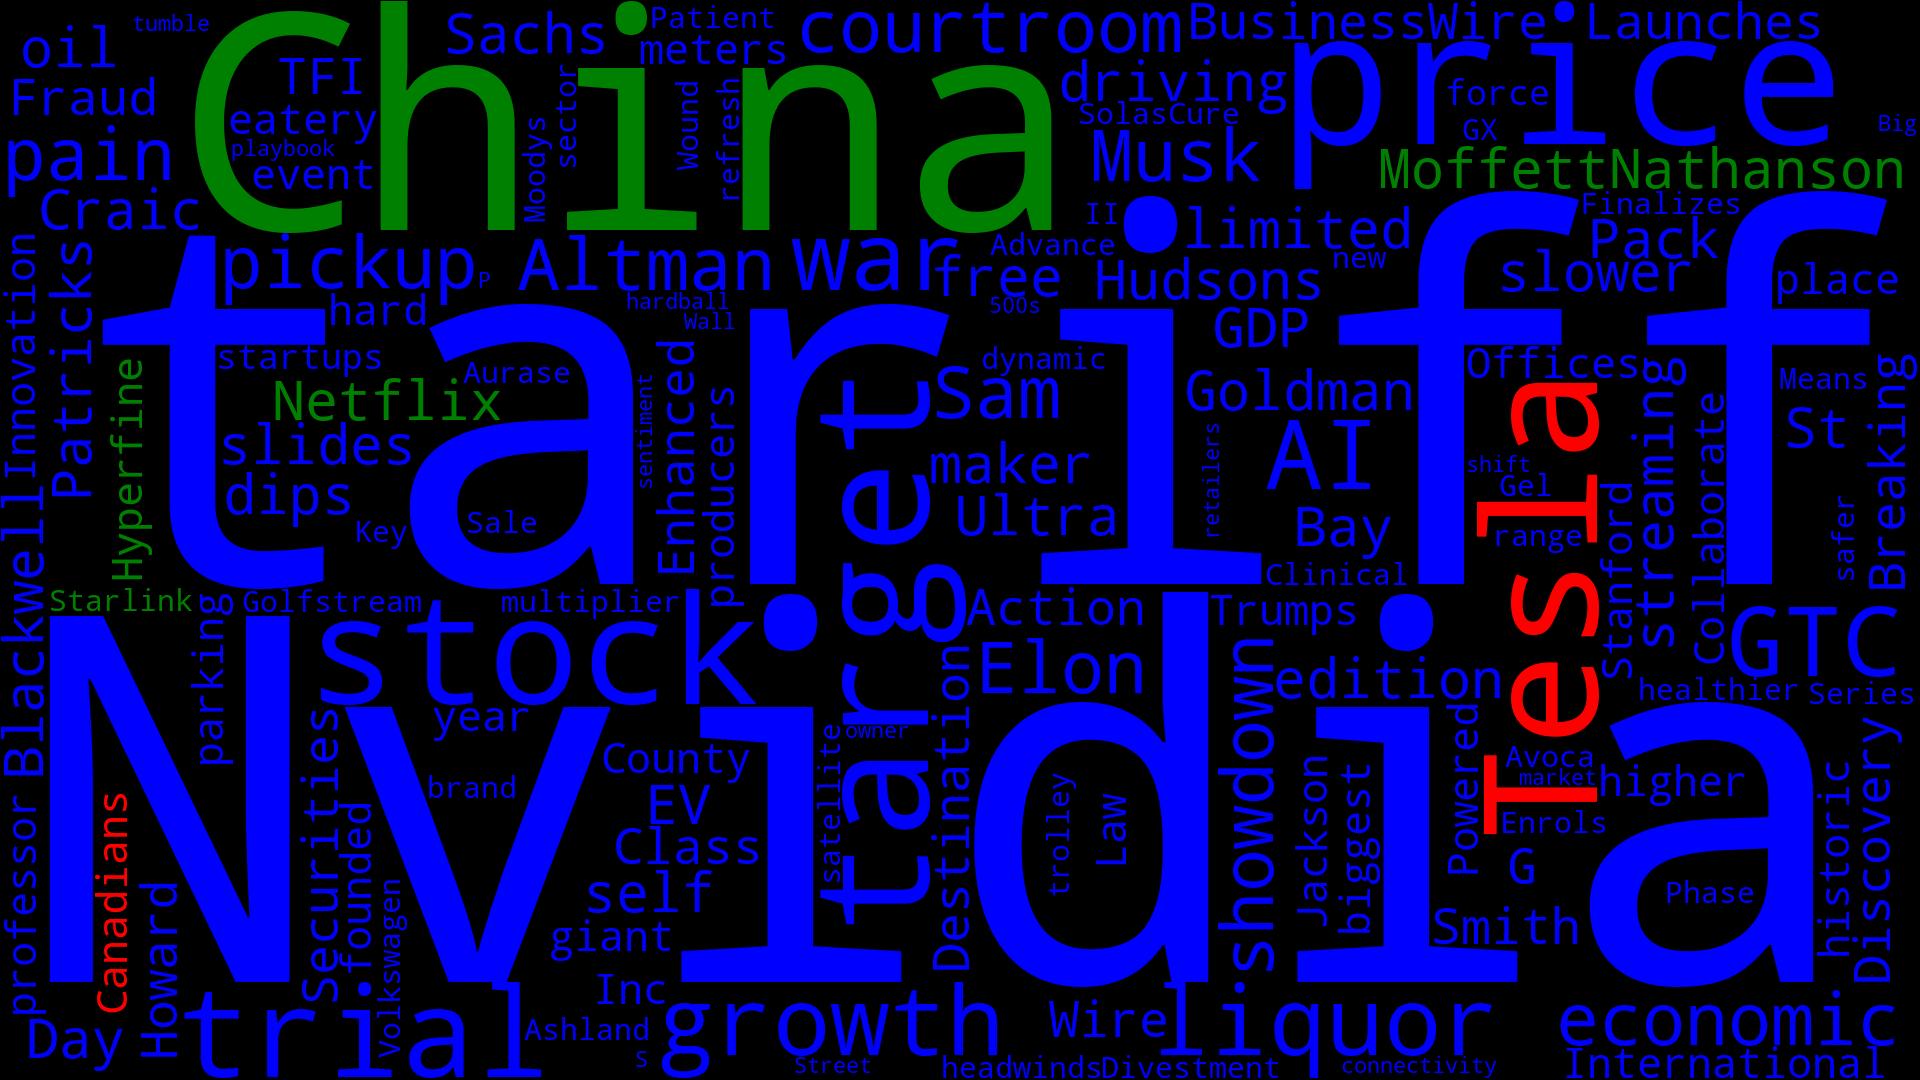 tumble
oil
Fraud
pain
Craic
China
TFI
eatery
playbook
event
Sachs
Patient
meters
courtroom
BusinessWire
Launches
driving
price
force
GX
Big
SolasCure
Musk
MoffettNathanson
Moodys
sector
Wound
refresh
Innovation
Patricks
pickup
P
hard
Altman
war
free
Advance
II
limited
Hudsons
new
Finalizes
Pack
slower
place
hardball
Wall
500s
GDP
tariff
startups
Aurase
Netflix
slides
dips
Key
Sale
Hyperfine
sentiment
Enhanced
producers
target
dynamic
Sam
maker
Ultra
retailers
Goldman
AI
Bay
Offices
shift
Gel
range
Tesla
Stanford
streaming
Collaborate
Means
St
safer
Breaking
Clinical
Blackwell
Starlink
Golfstream
multiplier
parking
stock
Action
Trumps
GTC
Nvidia
Elon
edition
healthier
Series
year
brand
County
EV
Class
self
giant
Inc
satellite
owner
Destination
trolley
Law
showdown
Jackson
biggest
Powered
Avoca
market
higher
Enrols
G
Smith
Phase
historic
Discovery
professor
Canadians
Howard
Securities
founded
Volkswagen
Day
trial
Ashland
S
growth
Wire
liquor
economic
Street
headwinds
Divestment
connectivity
International